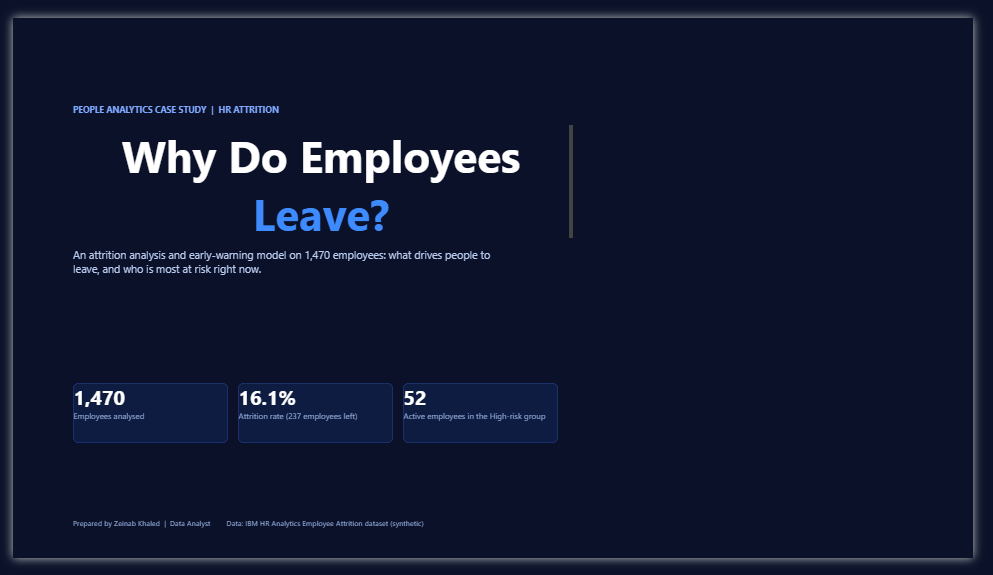 PEOPLE ANALYTICS CASE STUDY | HR ATTRITION
Why Do Employees
Leave?
An attrition analysis and early-warning model on 1,470 employees: what drives people to
leave, and who is most at risk right now.
1,470
Employees analysed
16.1%
Attrition rate (237 employees left)
52
Active employees in the High-risk group
Prepared by Zeinab Khaled | Data Analyst Data: IBM HR Analytics Employee Attrition dataset (synthetic)